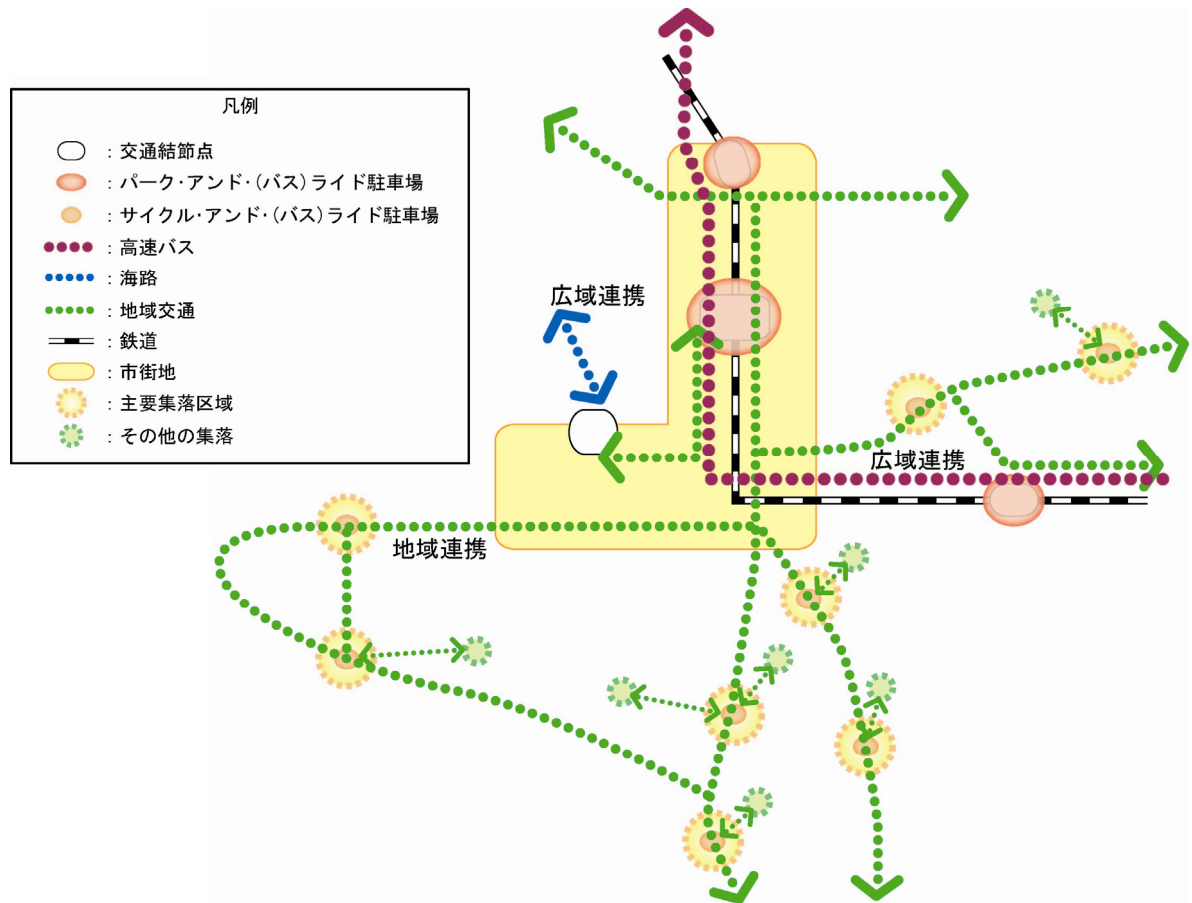 凡例
：交通結節点
：パーク・アンド・（バス）ライド駐車場
：サイクル・アンド・（バス）ライド駐車場
：高速バス
：海路
：地域交通
：鉄道
：市街地
：主要集落区域
：その他の集落
広域連携
広域連携
地域連携